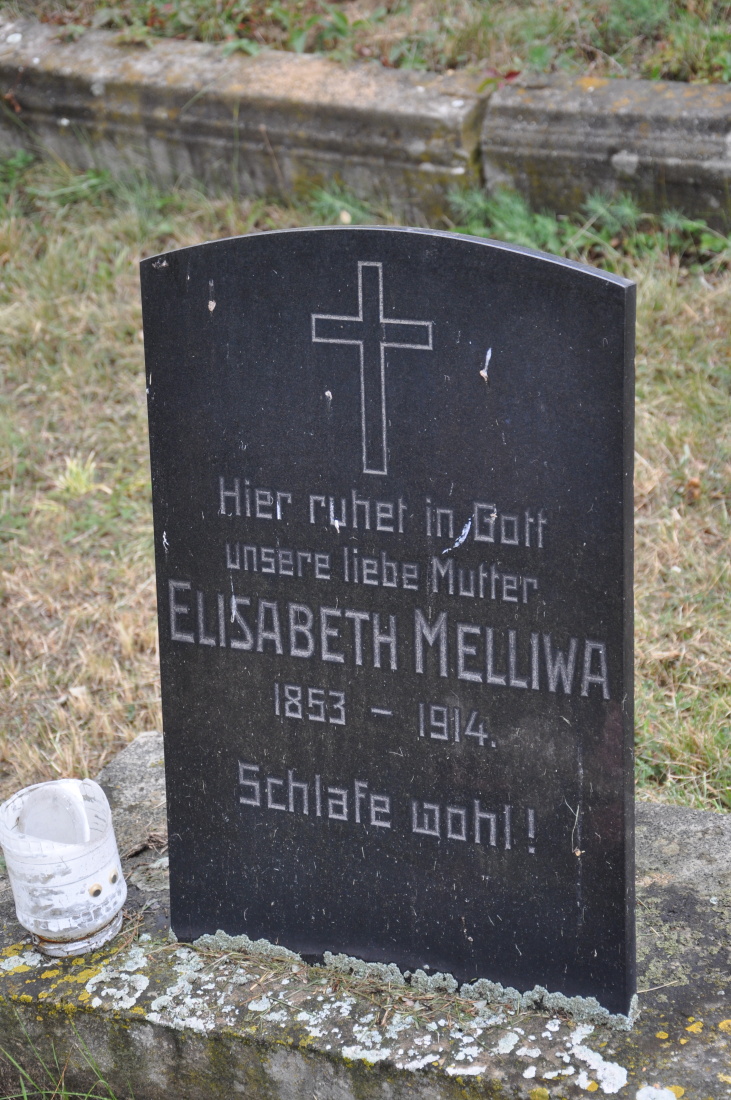 Hier ruhet in Gott
unsere liebe Mutter
ELISABETH MELLIWA
1853 – 1914.
Schlafe wohl!